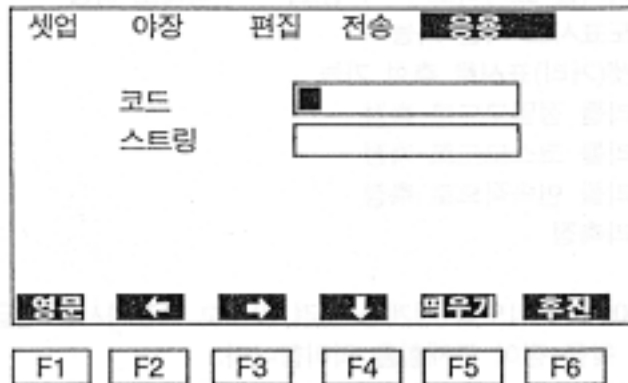 셋업 야장 편집 전송 응용
코드
스트링
영문 ← → ↓ 띄우기 후진
F1 F2 F3 F4 F5 F6